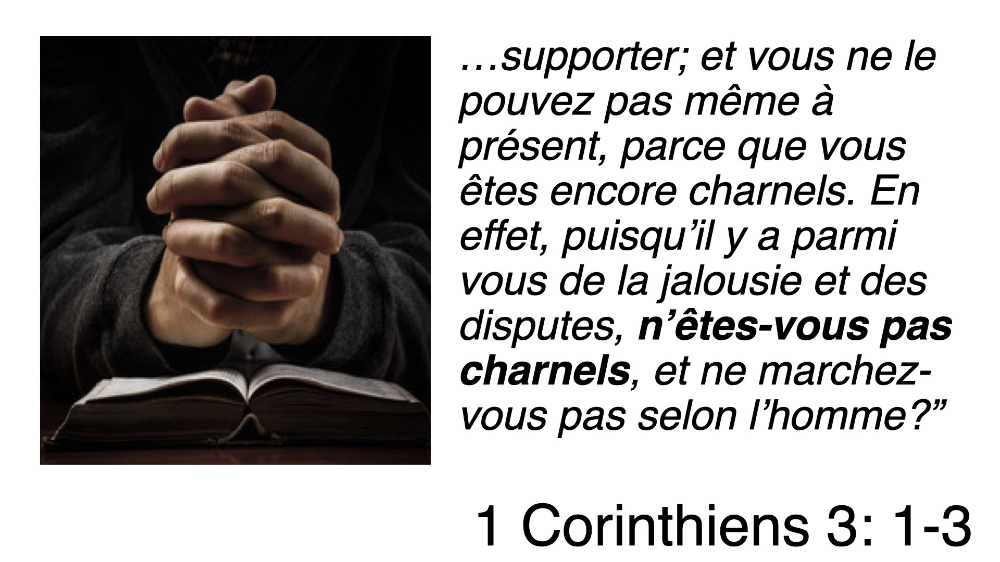 …supporter; et vous ne le
pouvez pas même à
présent, parce que vous
êtes encore charnels. En
effet, puisqu’il y a parmi
vous de la jalousie et des
disputes, n’êtes-vous pas
charnels, et ne marchez-
vous pas selon l’homme?”
1 Corinthiens 3: 1-3